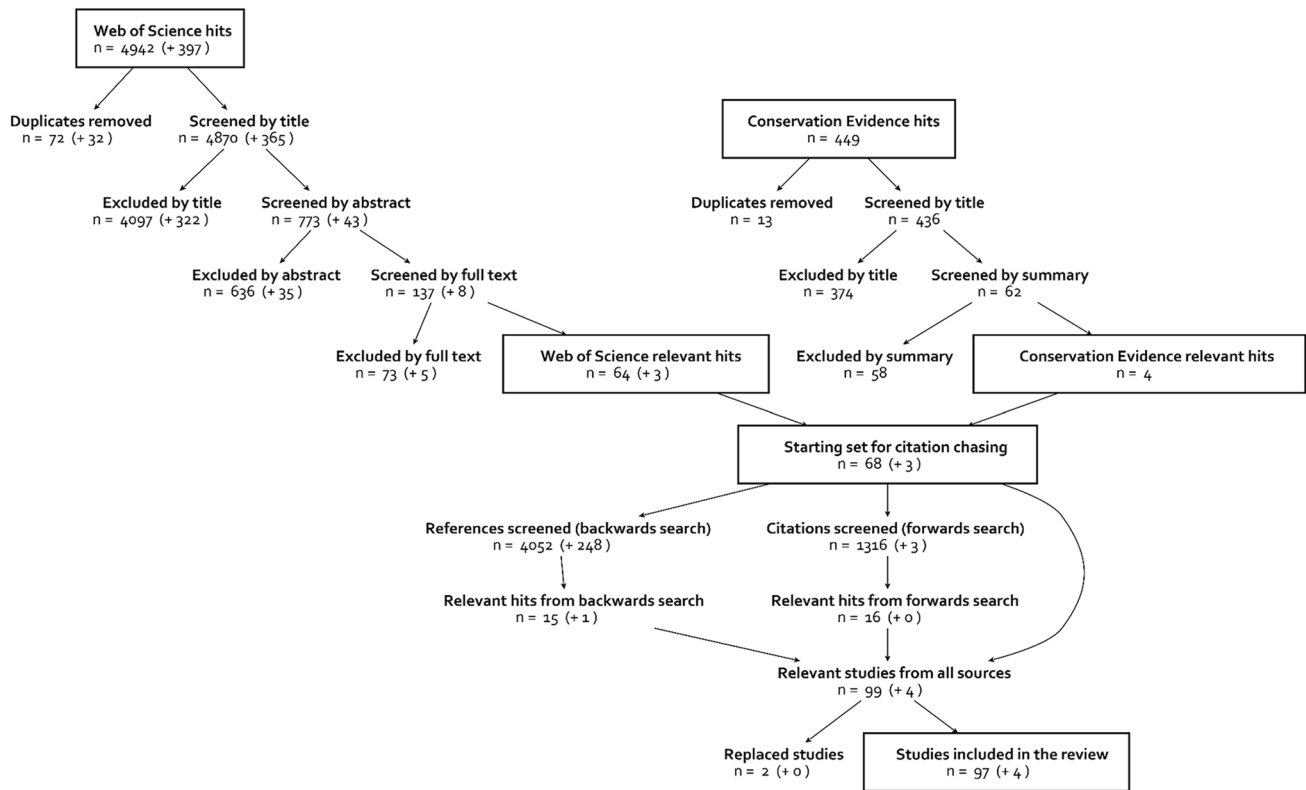 Web of Science hits
n = 4942 (+ 397)
Duplicates removed
n = 72 (+ 32)
Screened by title
n = 4870 (+ 365)
Excluded by title
n = 4097 (+ 322)
Screened by abstract
n = 773 (+ 43)
Excluded by abstract
n = 636 (+ 35)
Screened by full text
n = 137 (+ 8)
Excluded by full text
n = 73 (+ 5)
Web of Science relevant hits
n = 64 (+ 3)
Conservation Evidence hits
n = 449
Duplicates removed
n = 13
Screened by title
n = 436
Excluded by title
n = 374
Screened by summary
n = 62
Excluded by summary
n = 58
Conservation Evidence relevant hits
n = 4
Starting set for citation chasing
n = 68 (+ 3)
References screened (backwards search)
n = 4052 (+ 248)
Citations screened (forwards search)
n = 1316 (+ 3)
Relevant hits from backwards search
n = 15 (+ 1)
Relevant hits from forwards search
n = 16 (+ 0)
Relevant studies from all sources
n = 99 (+ 4)
Replaced studies
n = 2 (+ 0)
Studies included in the review
n = 97 (+ 4)